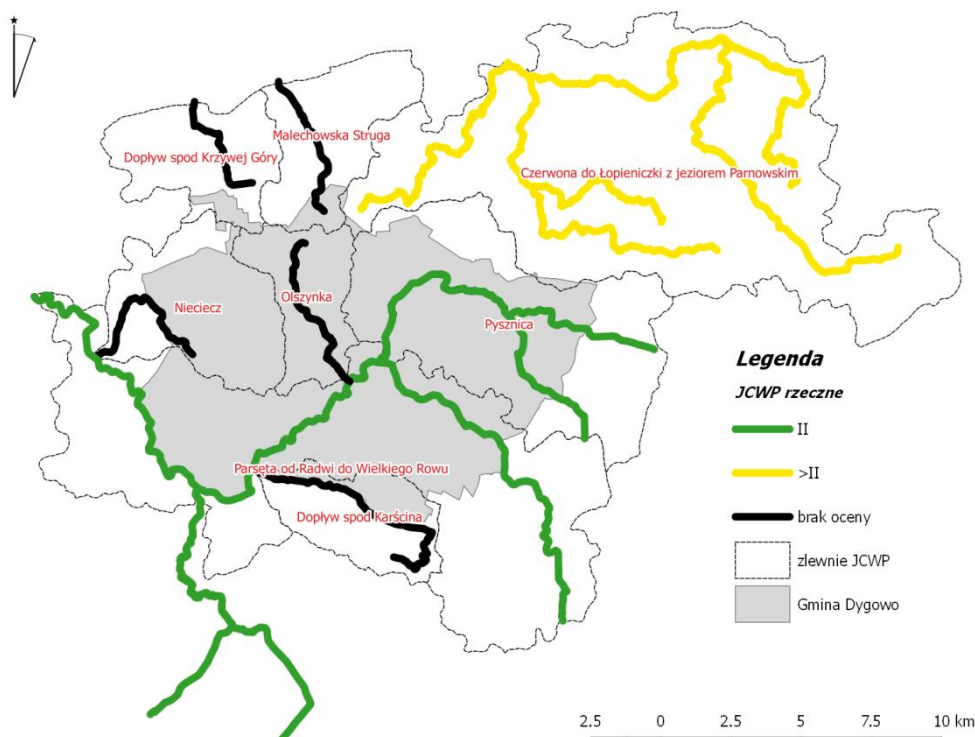 Malechowska Struga
Dopływ spod Krzywej Góry
Czerwona do Łopieniczki z jeziorem Parnowskim
Nieciecz
Olszynka
Pysznica
Parsęta od Radwi do Wielkiego Rowu
Dopływ spod Karścina
Legenda
JCWP rzeczne
II
>II
brak oceny
zlewnie JCWP
Gmina Dygowo
2.5 0 2.5 5 7.5 10 km